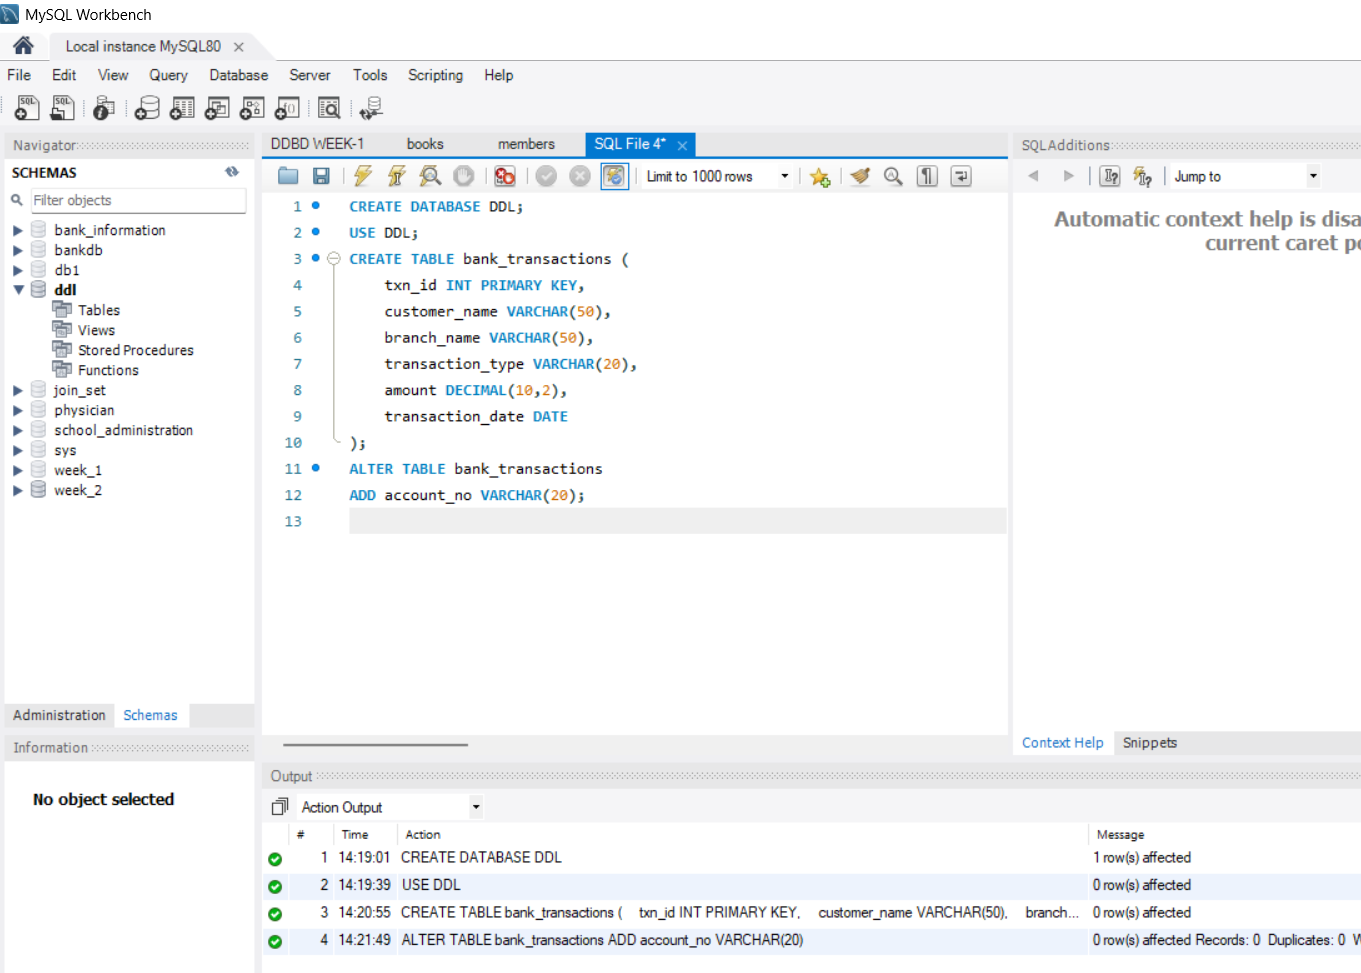 MySQL Workbench
Local instance MySQL80
File Edit View Query Database Server Tools Scripting Help
Navigator
SCHEMAS
Filter objects
bank_information
bankdb
db1
ddl
Tables
Views
Stored Procedures
Functions
join_set
physician
school_administration
sys
week_1
week_2
Administration Schemas
Information
No object selected
DDBD WEEK-1 books members SQL File 4*
Limit to 1000 rows
1 CREATE DATABASE DDL;
2 USE DDL;
3 CREATE TABLE bank_transactions (
4 txn_id INT PRIMARY KEY,
5 customer_name VARCHAR(50),
6 branch_name VARCHAR(50),
7 transaction_type VARCHAR(20),
8 amount DECIMAL(10,2),
9 transaction_date DATE
10 );
11 ALTER TABLE bank_transactions
12 ADD account_no VARCHAR(20);
13
SQLAdditions
Jump to
Automatic context help is disa
current caret po
Context Help Snippets
Output
Action Output
# Time Action Message
1 14:19:01 CREATE DATABASE DDL 1 row(s) affected
2 14:19:39 USE DDL 0 row(s) affected
3 14:20:55 CREATE TABLE bank_transactions ( txn_id INT PRIMARY KEY, customer_name VARCHAR(50), branch... 0 row(s) affected
4 14:21:49 ALTER TABLE bank_transactions ADD account_no VARCHAR(20) 0 row(s) affected Records: 0 Duplicates: 0 W